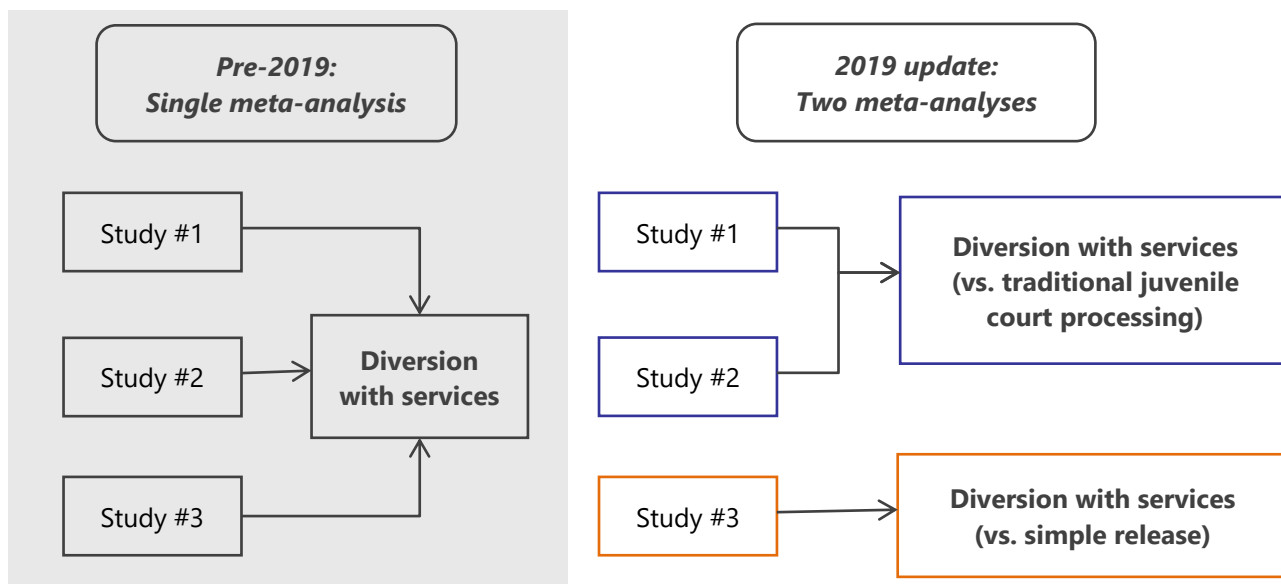 Pre-2019:
Single meta-analysis
Study #1
Study #2
Study #3
Diversion
with services
2019 update:
Two meta-analyses
Study #1
Study #2
Diversion with services
(vs. traditional juvenile
court processing)
Study #3
Diversion with services
(vs. simple release)